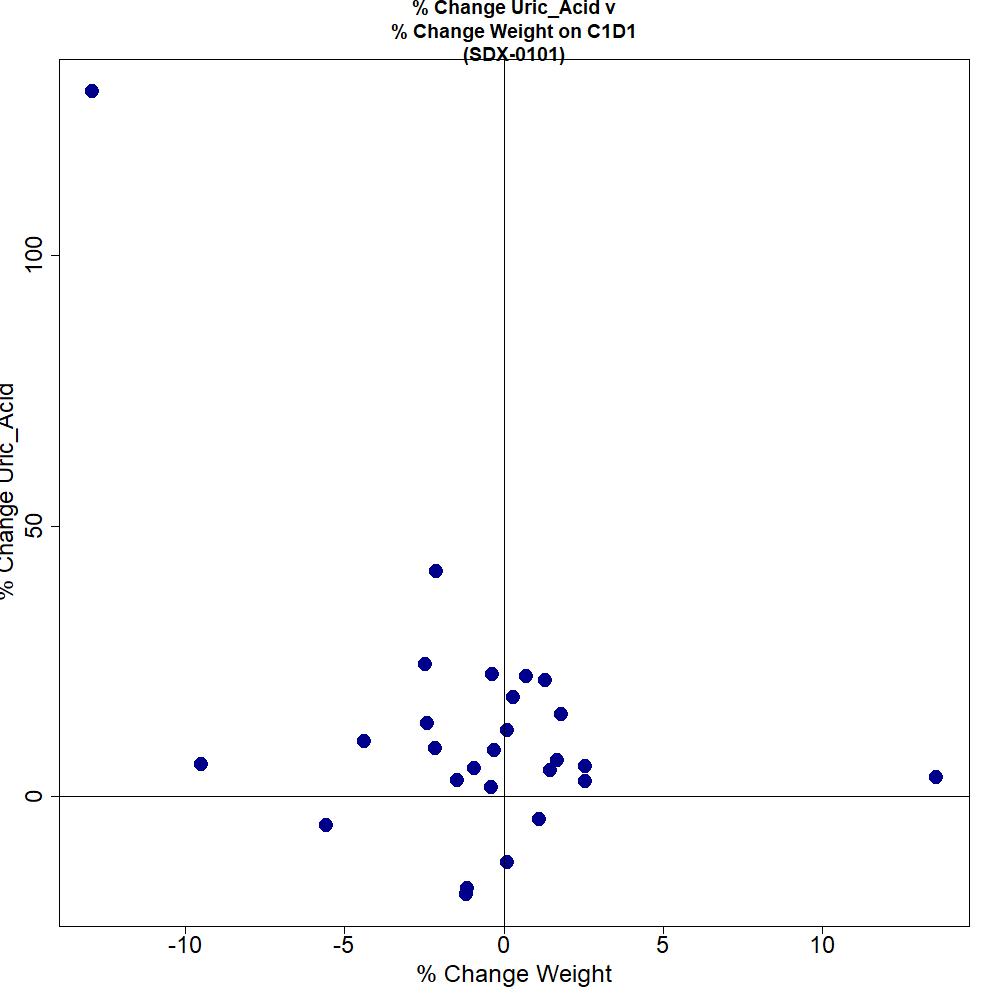 % Change Uric_Acid v
% Change Weight on C1D1
(SDX-0101)
100
50
0
% Change Uric_Acid
-10
-5
0
5
10
% Change Weight